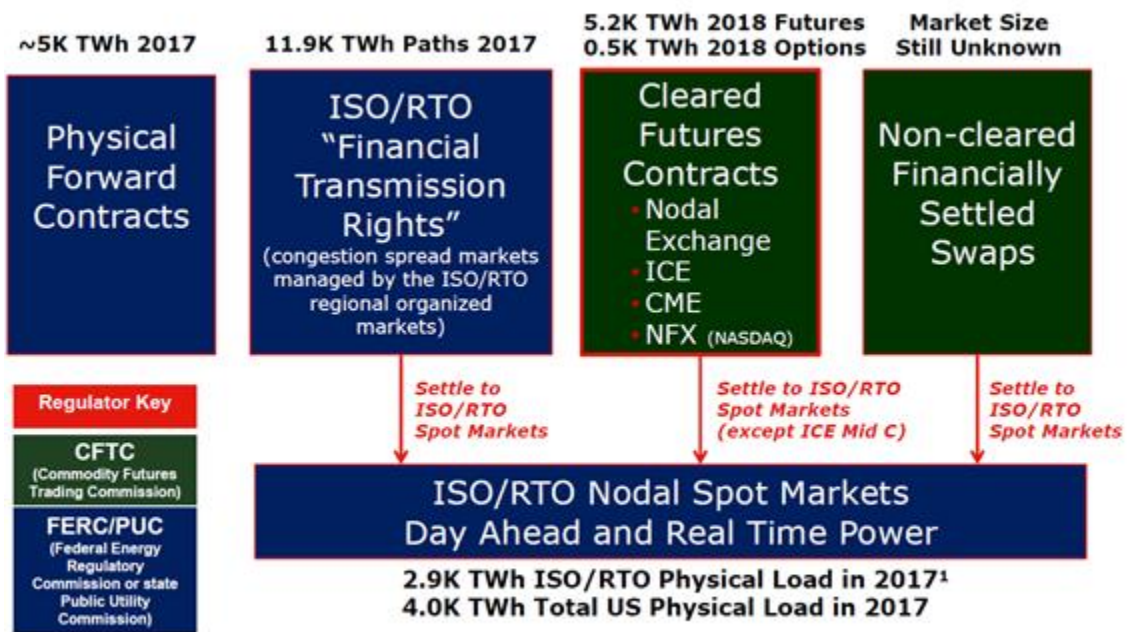 ~5K TWh 2017
11.9K TWh Paths 2017
5.2K TWh 2018 Futures
0.5K TWh 2018 Options
Market Size
Still Unknown
Physical
Forward
Contracts
ISO/RTO
“Financial
Transmission
Rights”
(congestion spread markets
managed by the ISO/RTO
regional organized
markets)
Cleared
Futures
Contracts
• Nodal
Exchange
• ICE
• CME
• NFX (NASDAQ)
Non-cleared
Financially
Settled
Swaps
Regulator Key
CFTC
(Commodity Futures
Trading Commission)
FERC/PUC
(Federal Energy
Regulatory
Commission or state
Public Utility
Commission)
Settle to
ISO/RTO
Spot Markets
Settle to ISO/RTO
Spot Markets
(except ICE Mid C)
Settle to
ISO/RTO
Spot Markets
ISO/RTO Nodal Spot Markets
Day Ahead and Real Time Power
2.9K TWh ISO/RTO Physical Load in 2017¹
4.0K TWh Total US Physical Load in 2017